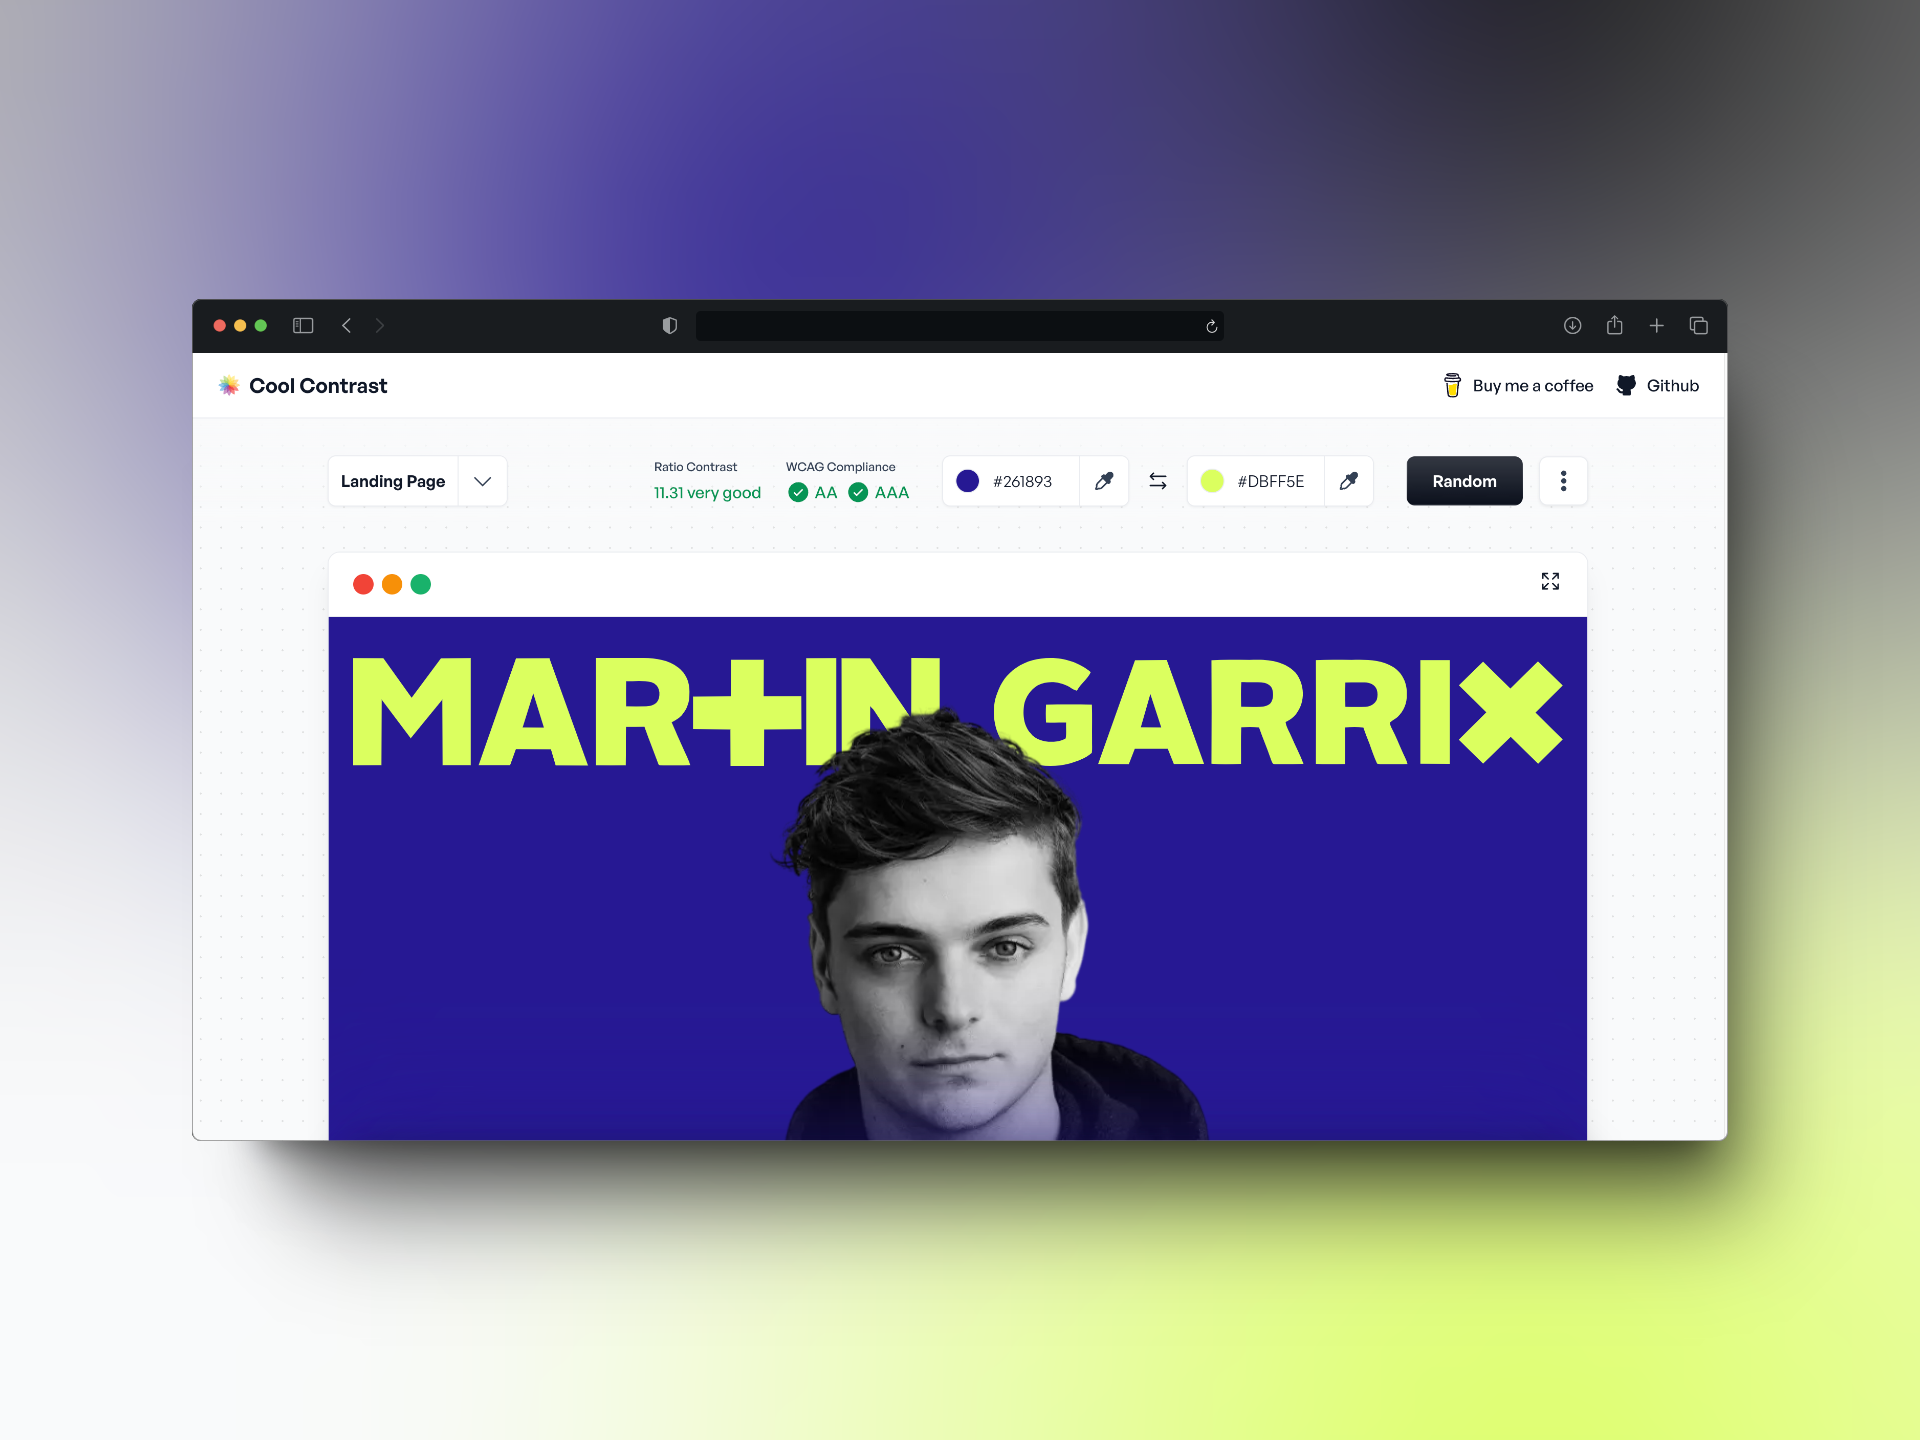 Cool Contrast
Buy me a coffee
Github
Landing Page
Ratio Contrast
11.31 very good
WCAG Compliance
AA AAA
#261893
#DBFF5E
Random
MARTIN GARRIX